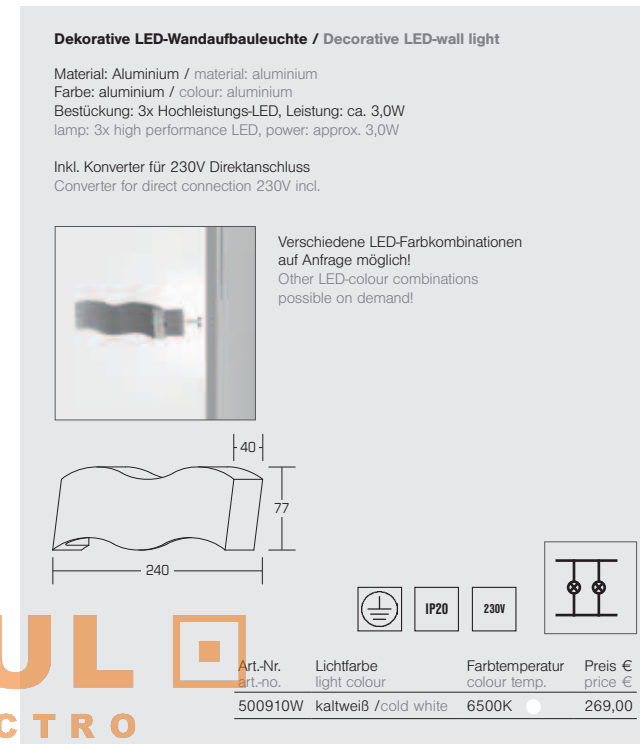 Dekorative LED-Wandaufbauleuchte / Decorative LED-wall light
Material: Aluminium / material: aluminium
Farbe: aluminium / colour: aluminium
Bestückung: 3x Hochleistungs-LED, Leistung: ca. 3,0W
lamp: 3x high performance LED, power: approx. 3,0W
Inkl. Konverter für 230V Direktanschluss
Converter for direct connection 230V incl.
Verschiedene LED-Farbkombinationen
auf Anfrage möglich!
Other LED-colour combinations
possible on demand!
40
77
240
IP20
230V
UL
CTRO
Art.-Nr. Lichtfarbe Farbtemperatur Preis €
art.-no. light colour colour temp. price €
500910W kaltweiß /cold white 6500K 269,00